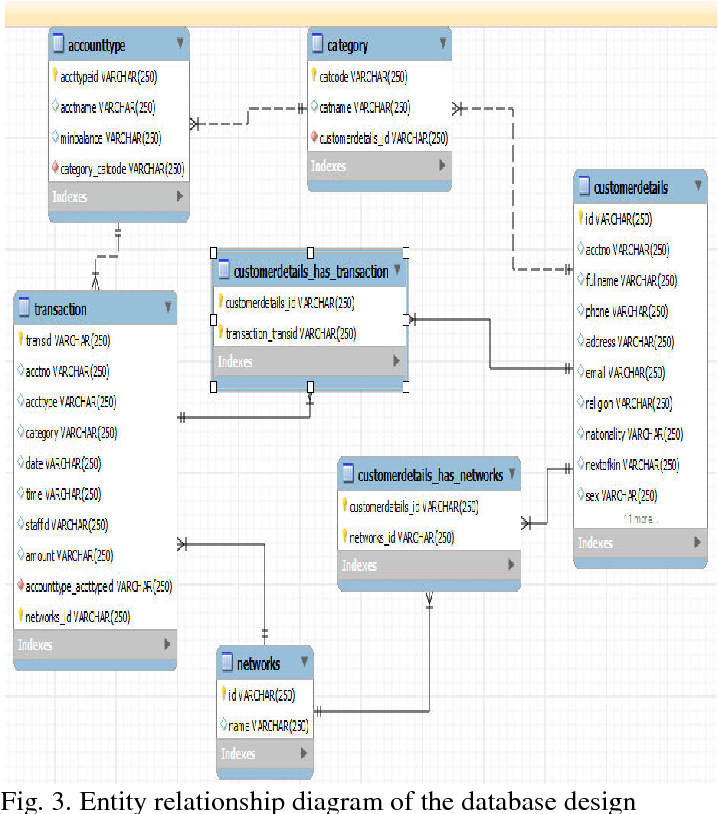 accounttype
accttypeid VARCHAR(250)
acctname VARCHAR(250)
minbalance VARCHAR(250)
category_catcode VARCHAR(250)
Indexes
category
catcode VARCHAR(250)
catname VARCHAR(250)
customerdetails_id VARCHAR(250)
Indexes
customerdetails
id VARCHAR(250)
acctno VARCHAR(250)
fullname VARCHAR(250)
phone VARCHAR(250)
address VARCHAR(250)
email VARCHAR(250)
religion VARCHAR(250)
nationality VARCHAR(250)
nextofkin VARCHAR(250)
sex VARCHAR(250)
11 more...
Indexes
customerdetails_has_transaction
customerdetails_id VARCHAR(250)
transaction_transid VARCHAR(250)
Indexes
transaction
transid VARCHAR(250)
acctno VARCHAR(250)
accttype VARCHAR(250)
category VARCHAR(250)
date VARCHAR(250)
time VARCHAR(250)
staffid VARCHAR(250)
amount VARCHAR(250)
accounttype_accttypeid VARCHAR(250)
networks_id VARCHAR(250)
Indexes
customerdetails_has_networks
customerdetails_id VARCHAR(250)
networks_id VARCHAR(250)
Indexes
networks
id VARCHAR(250)
name VARCHAR(250)
Indexes
Fig. 3. Entity relationship diagram of the database design